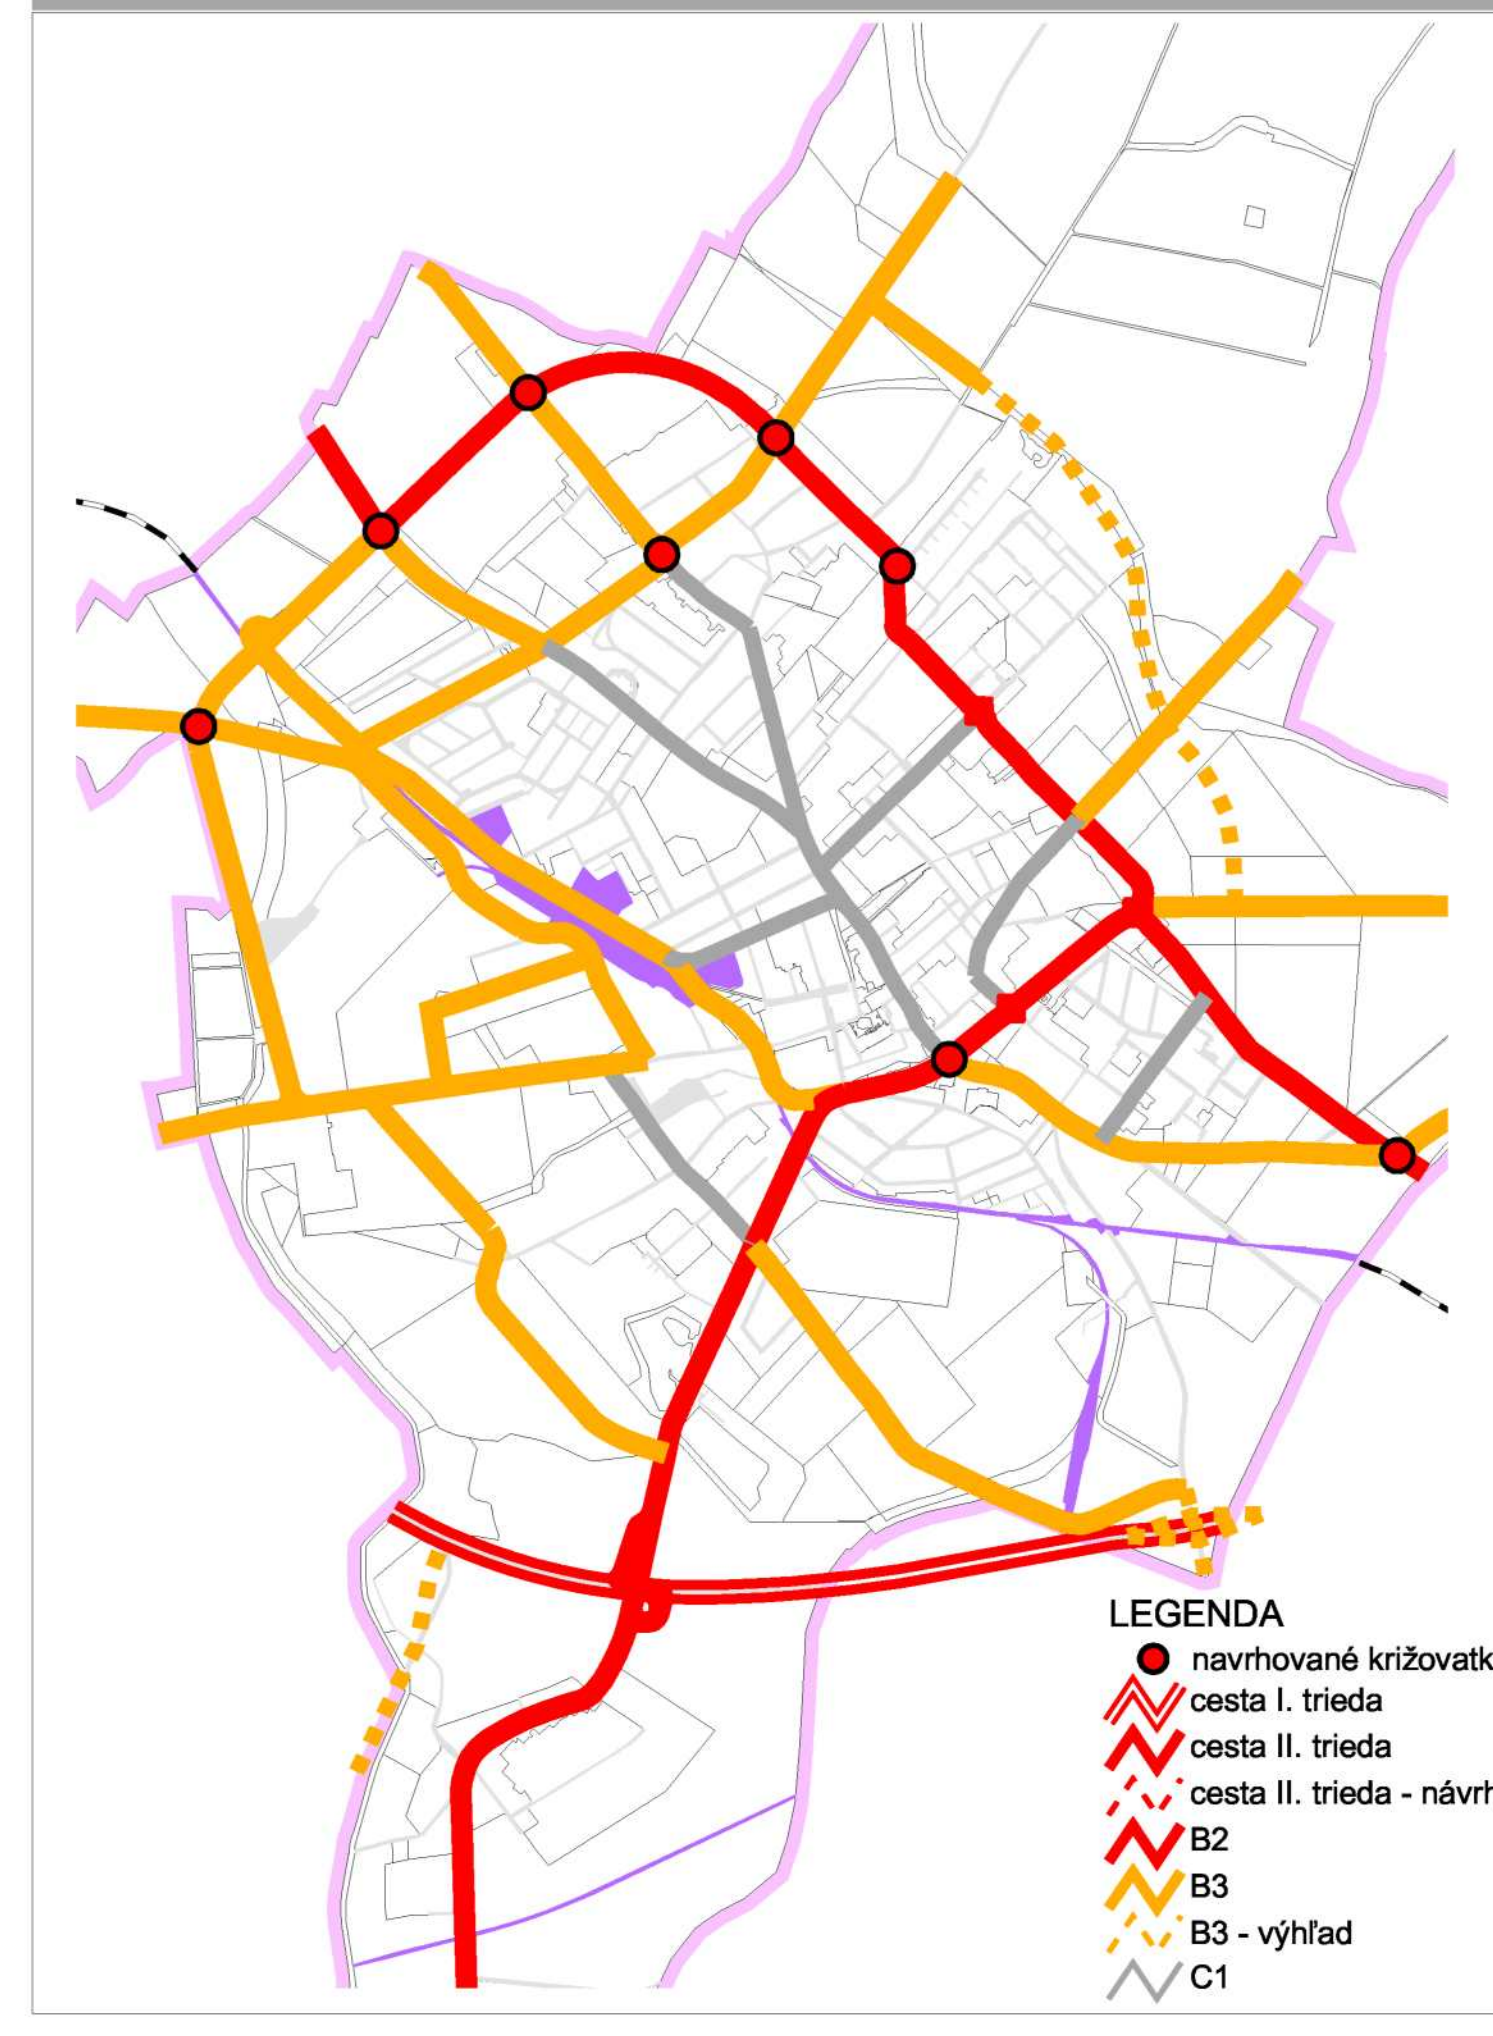 LEGENDA
navrhované križovatk
cesta I. trieda
cesta II. trieda
cesta II. trieda - návrh
B2
B3
B3 - výhľad
C1